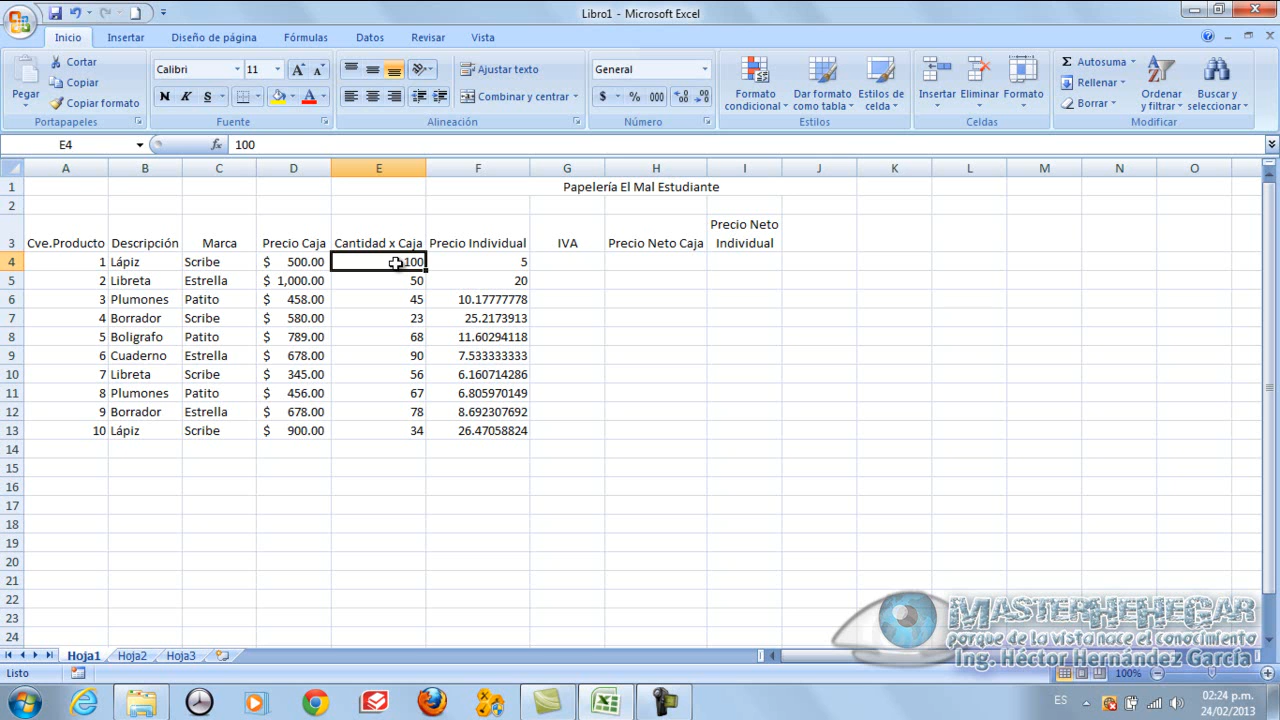 Libro1 - Microsoft Excel
Inicio Insertar Diseño de página Fórmulas Datos Revisar Vista
Pegar
Cortar
Copiar
Copiar formato
Portapapeles
Calibri 11
N K S
Fuente
Ajustar texto
Combinar y centrar
Alineación
General
$ % 000
Número
Formato condicional
Dar formato como tabla
Estilos de celda
Estilos
Insertar Eliminar Formato
Celdas
Autosuma
Rellenar
Borrar
Ordenar y filtrar
Buscar y seleccionar
Modificar
E4 fx 100
A B C D E F G H I J K L M N O
1 Papelería El Mal Estudiante
2
3 Cve.Producto Descripción Marca Precio Caja Cantidad x Caja Precio Individual IVA Precio Neto Caja Precio Neto Individual
4 1 Lápiz Scribe $ 500.00 100 5
5 2 Libreta Estrella $ 1,000.00 50 20
6 3 Plumones Patito $ 458.00 45 10.17777778
7 4 Borrador Scribe $ 580.00 23 25.2173913
8 5 Boligrafo Patito $ 789.00 68 11.60294118
9 6 Cuaderno Estrella $ 678.00 90 7.533333333
10 7 Libreta Scribe $ 345.00 56 6.160714286
11 8 Plumones Patito $ 456.00 67 6.805970149
12 9 Borrador Estrella $ 678.00 78 8.692307692
13 10 Lápiz Scribe $ 900.00 34 26.47058824
14
15
16
17
18
19
20
21
22
23
24
MASTERHEHEGAR
porque de la vista nace el conocimiento
Ing. Héctor Hernández García
Hoja1 Hoja2 Hoja3
Listo
100%
ES
02:24 p.m.
24/02/2013